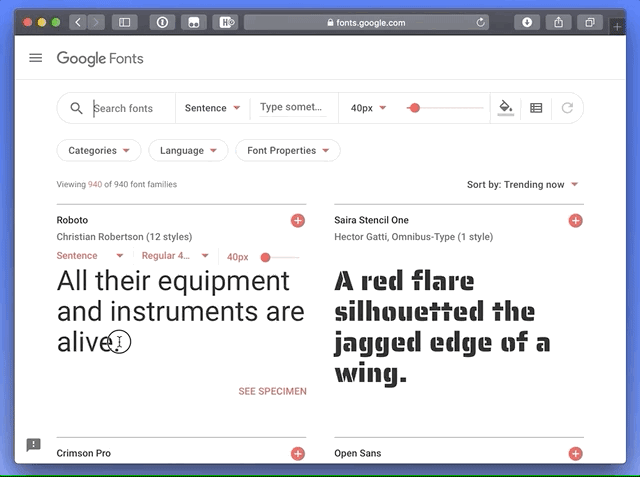 fonts.google.com
Google Fonts
Search fonts Sentence Type somet... 40px
Categories Language Font Properties
Viewing 940 of 940 font families Sort by: Trending now
Roboto
Christian Robertson (12 styles)
Sentence Regular 4... 40px
All their equipment
and instruments are
alive.
SEE SPECIMEN
Saira Stencil One
Hector Gatti, Omnibus-Type (1 style)
A red flare
silhouetted the
jagged edge of a
wing.
Crimson Pro
Open Sans